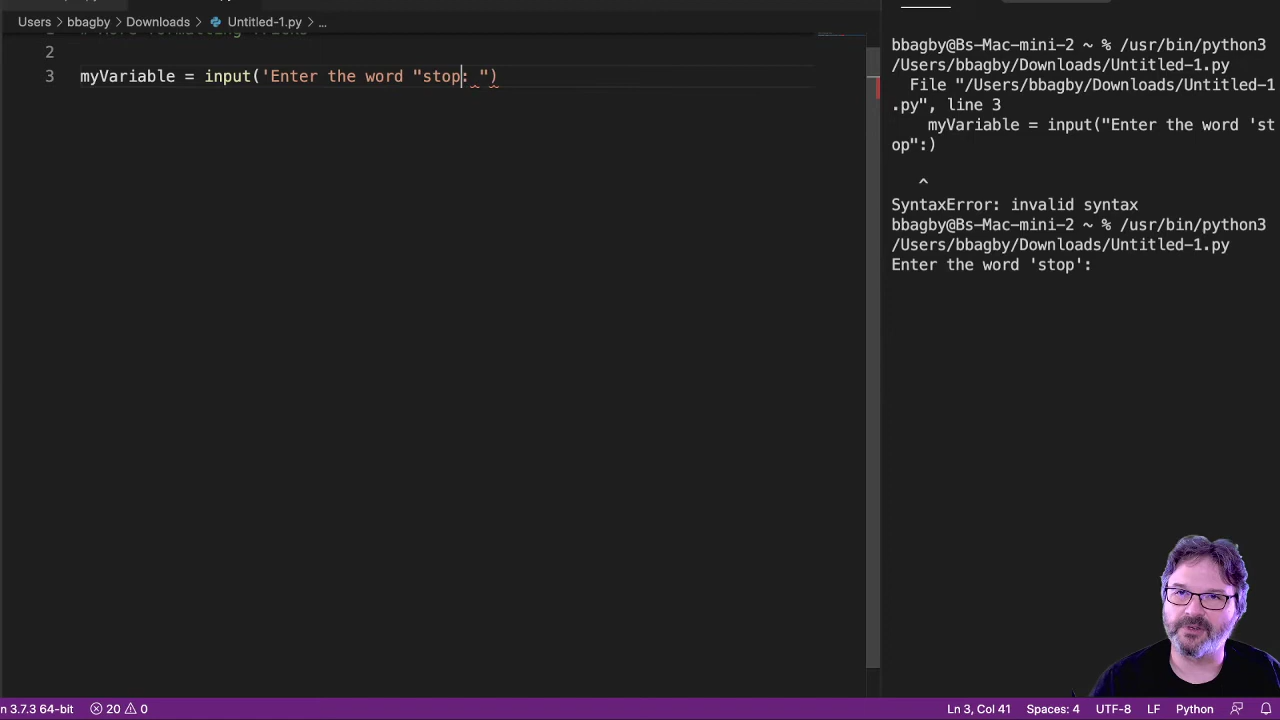 Users > bbagby > Downloads > Untitled-1.py > ...
2
3 myVariable = input('Enter the word "stop: ")
bbagby@Bs-Mac-mini-2 ~ % /usr/bin/python3
/Users/bbagby/Downloads/Untitled-1.py
File "/Users/bbagby/Downloads/Untitled-1
.py", line 3
myVariable = input("Enter the word 'st
op":)
^
SyntaxError: invalid syntax
bbagby@Bs-Mac-mini-2 ~ % /usr/bin/python3
/Users/bbagby/Downloads/Untitled-1.py
Enter the word 'stop':
n 3.7.3 64-bit 20 0 Ln 3, Col 41 Spaces: 4 UTF-8 LF Python